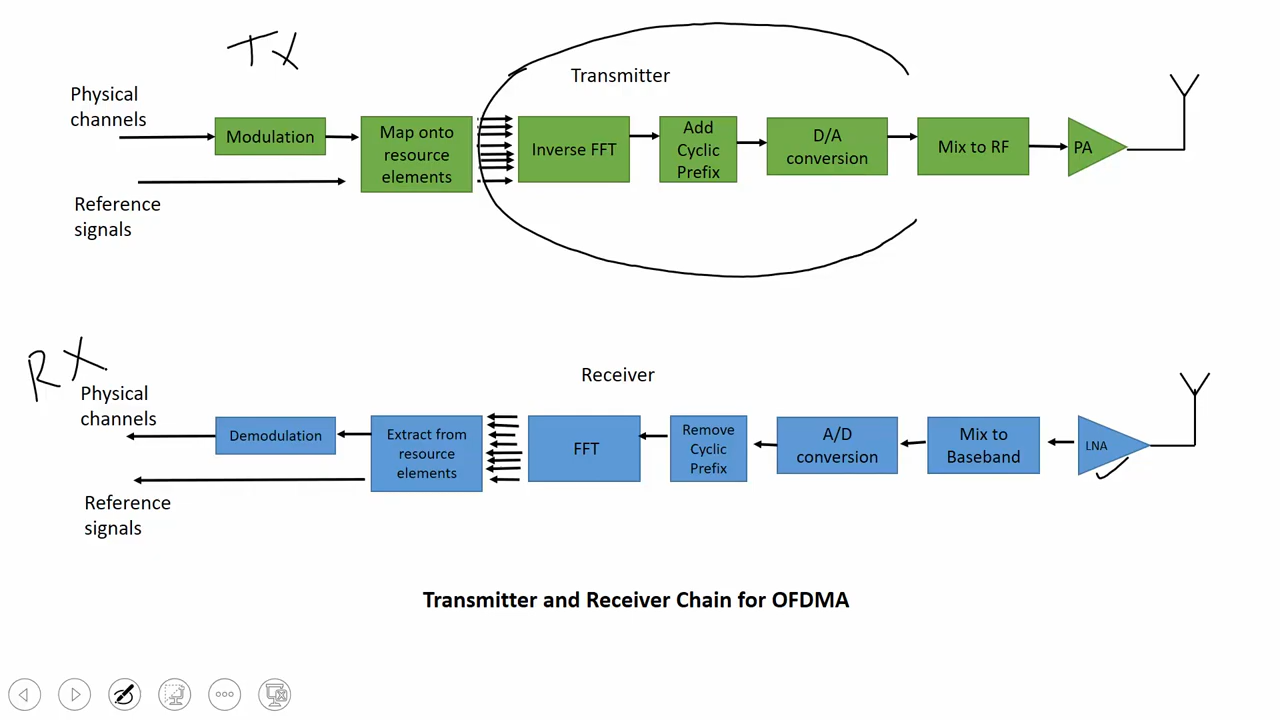 Tx
Transmitter
Physical
channels
Modulation
Map onto
resource
elements
Inverse FFT
Add
Cyclic
Prefix
D/A
conversion
Mix to RF
PA
Reference
signals
RX
Receiver
Physical
channels
Demodulation
Extract from
resource
elements
FFT
Remove
Cyclic
Prefix
A/D
conversion
Mix to
Baseband
LNA
Reference
signals
Transmitter and Receiver Chain for OFDMA